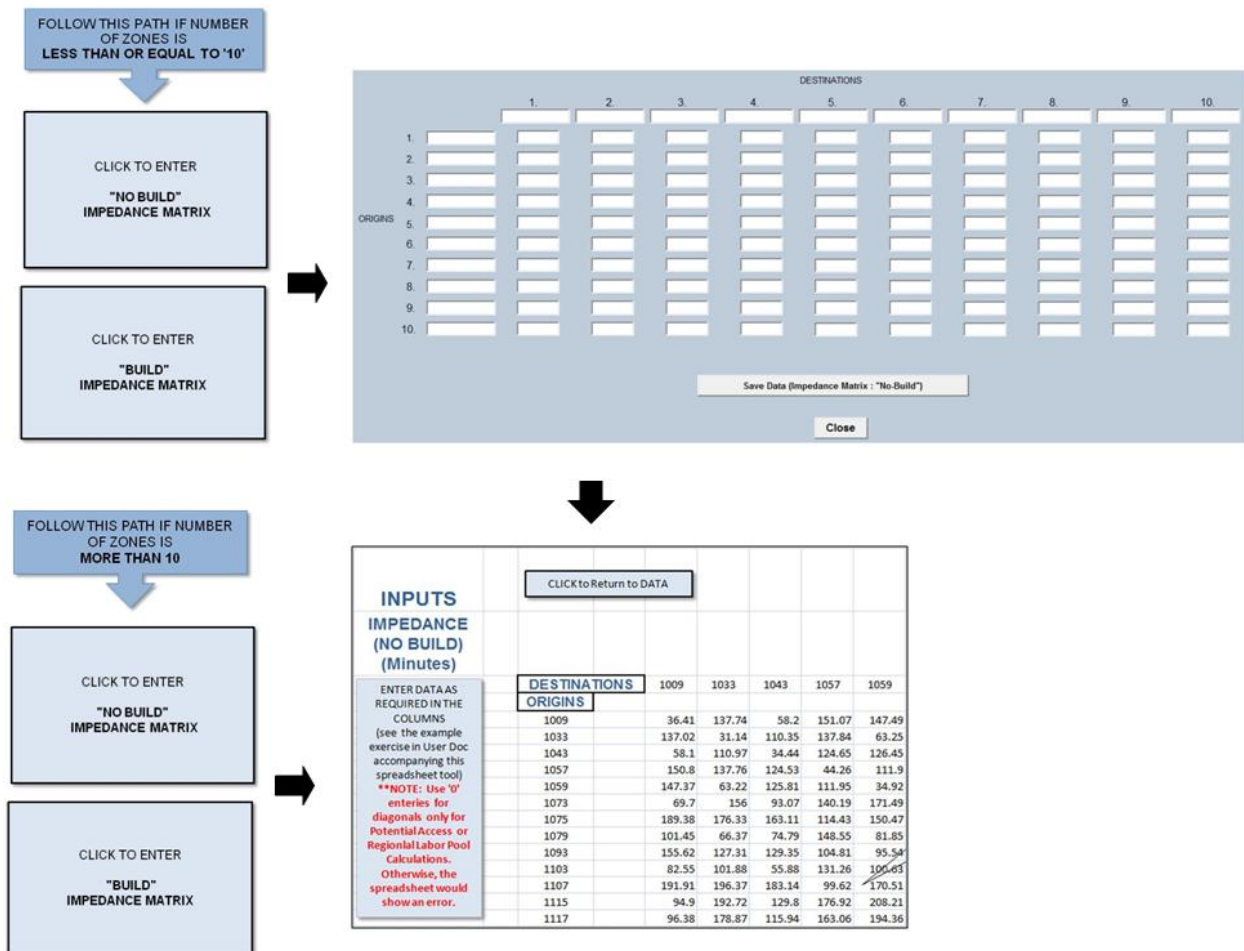 FOLLOW THIS PATH IF NUMBER
OF ZONES IS
LESS THAN OR EQUAL TO '10'
CLICK TO ENTER
"NO BUILD"
IMPEDANCE MATRIX
CLICK TO ENTER
"BUILD"
IMPEDANCE MATRIX
DESTINATIONS
1. 2. 3. 4. 5. 6. 7. 8. 9. 10.
1.
2.
3.
4.
ORIGINS 5.
6.
7.
8.
9.
10.
Save Data (Impedance Matrix : "No-Build")
Close
FOLLOW THIS PATH IF NUMBER
OF ZONES IS
MORE THAN 10
CLICK TO ENTER
"NO BUILD"
IMPEDANCE MATRIX
CLICK TO ENTER
"BUILD"
IMPEDANCE MATRIX
CLICK to Return to DATA
INPUTS
IMPEDANCE
(NO BUILD)
(Minutes)
ENTER DATA AS
REQUIRED IN THE
COLUMNS
(see the example
exercise in User Doc
accompanying this
spreadsheet tool)
**NOTE: Use '0'
enteries for
diagonals only for
Potential Access or
Regionlal Labor Pool
Calculations.
Otherwise, the
spreadsheet would
show an error.
DESTINATIONS 1009 1033 1043 1057 1059
ORIGINS
1009 36.41 137.74 58.2 151.07 147.49
1033 137.02 31.14 110.35 137.84 63.25
1043 58.1 110.97 34.44 124.65 126.45
1057 150.8 137.76 124.53 44.26 111.9
1059 147.37 63.22 125.81 111.95 34.92
1073 69.7 156 93.07 140.19 171.49
1075 189.38 176.33 163.11 114.43 150.47
1079 101.45 66.37 74.79 148.55 81.85
1093 155.62 127.31 129.35 104.81 95.54
1103 82.55 101.88 55.88 131.26 100.63
1107 191.91 196.37 183.14 99.62 170.51
1115 94.9 192.72 129.8 176.92 208.21
1117 96.38 178.87 115.94 163.06 194.36